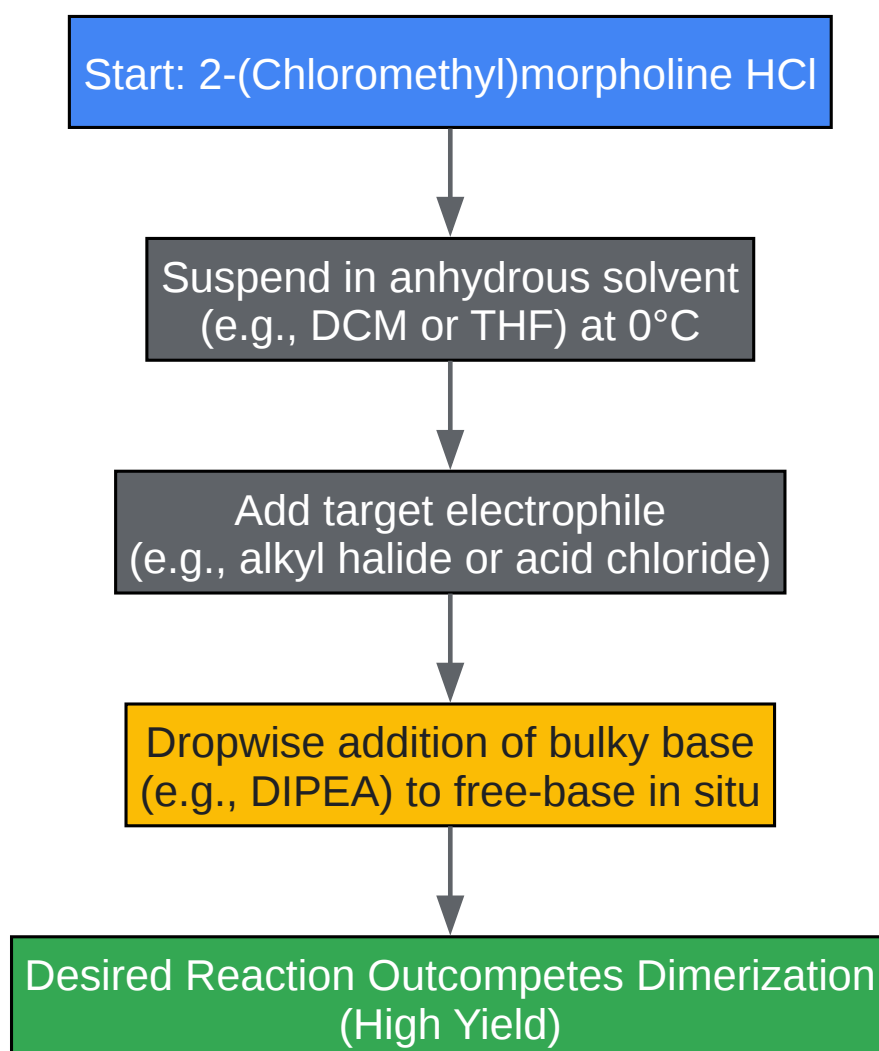 Start: 2-(Chloromethyl)morpholine HCl
Suspend in anhydrous solvent
(e.g., DCM or THF) at 0°C
Add target electrophile
(e.g., alkyl halide or acid chloride)
Dropwise addition of bulky base
(e.g., DIPEA) to free-base in situ
Desired Reaction Outcompetes Dimerization
(High Yield)